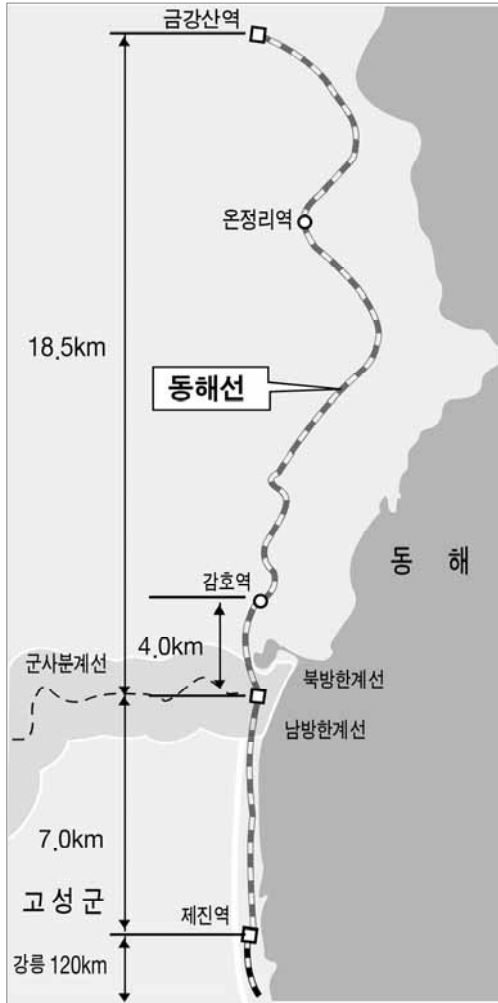 금강산역
온정리역
18.5km
동해선
동 해
감호역
4.0km
군사분계선
북방한계선
남방한계선
7.0km
고성군
제진역
강릉 120km